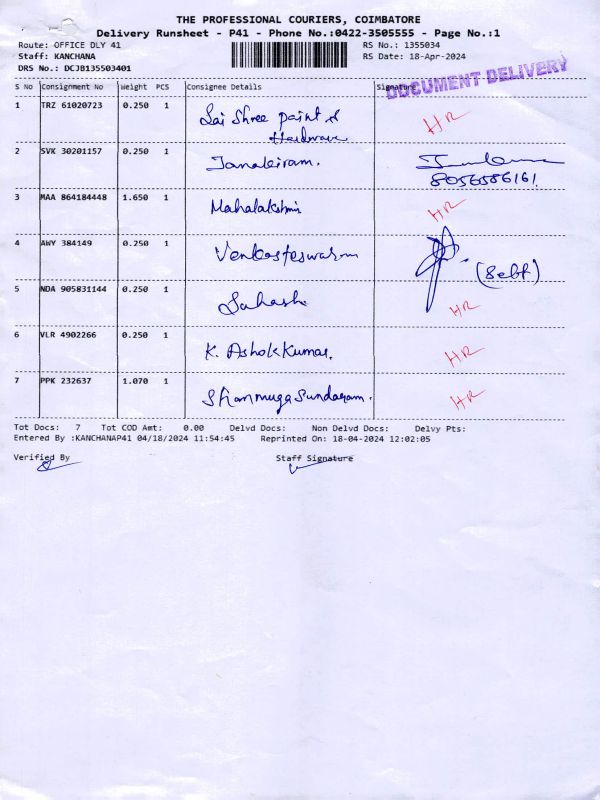 THE PROFESSIONAL COURIERS, COIMBATORE
Delivery Runsheet - P41 - Phone No.:0422-3505555 - Page No.:1
Route: OFFICE DLY 41 RS No.: 1355034
Staff: KANCHANA RS Date: 18-Apr-2024
DRS No.: DCJB135503401
DOCUMENT DELIVERY
S No Consignment No Weight PCS Consignee Details Signature
1 TRZ 61020723 0.250 1 Sai Shree paint & HR
Hardware
2 SVK 30201157 0.250 1 Janakiram.
8056586161.
3 MAA 864184448 1.650 1 Mahalakshmi HR
4 AWY 384149 0.250 1 Venkasteswaran (Self)
5 NDA 905831144 0.250 1 HR
6 VLR 4902266 0.250 1 K. Ashok Kumar. HR
7 PPK 232637 1.070 1 Shanmuga Sundaram. HR
Tot Docs: 7 Tot COD Amt: 0.00 Delvd Docs: Non Delvd Docs: Delvy Pts:
Entered By :KANCHANAP41 04/18/2024 11:54:45 Reprinted On: 18-04-2024 12:02:05
Verified By Staff Signature